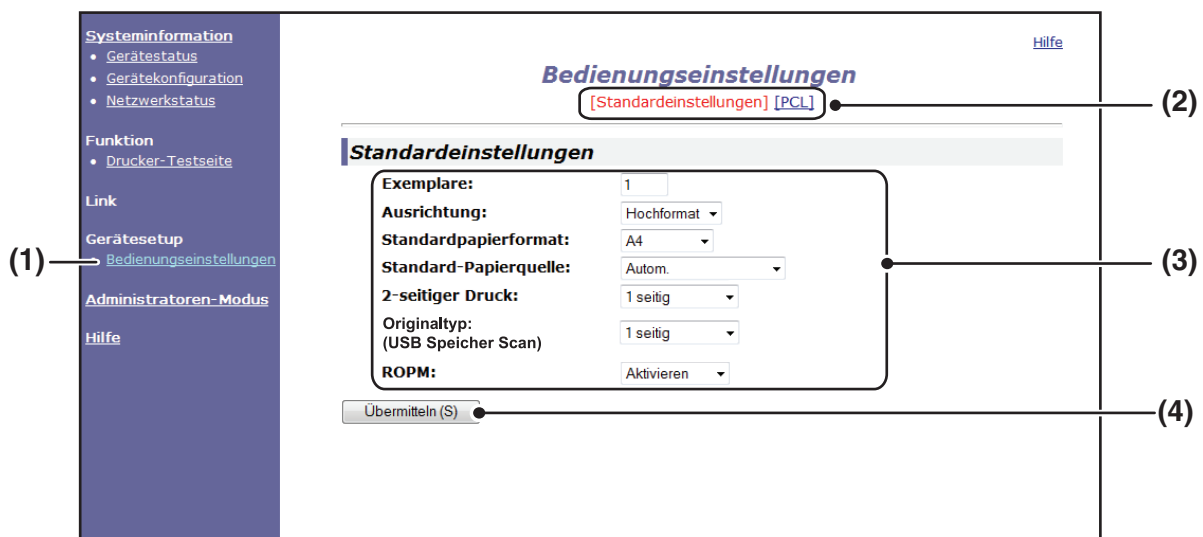 Systeminformation
• Gerätestatus
• Gerätekonfiguration
• Netzwerkstatus
Funktion
• Drucker-Testseite
Link
Gerätesetup
• Bedienungseinstellungen
Administratoren-Modus
Hilfe
(1)
Hilfe
Bedienungseinstellungen
[Standardeinstellungen] [PCL]
(2)
Standardeinstellungen
Exemplare: 1
Ausrichtung: Hochformat
Standardpapierformat: A4
Standard-Papierquelle: Autom.
(3)
2-seitiger Druck: 1 seitig
Originaltyp:
(USB Speicher Scan) 1 seitig
ROPM: Aktivieren
Übermitteln (S)
(4)